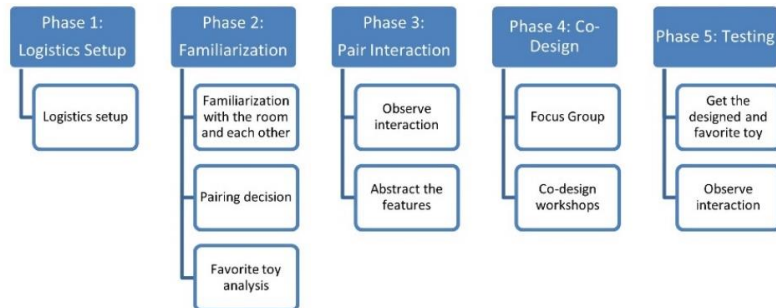 Phase 1:
Logistics Setup
Logistics setup
Phase 2:
Familiarization
Familiarization
with the room
and each other
Pairing decision
Favorite toy
analysis
Phase 3:
Pair Interaction
Observe
interaction
Abstract the
features
Phase 4: Co-
Design
Focus Group
Co-design
workshops
Phase 5: Testing
Get the
designed and
favorite toy
Observe
interaction